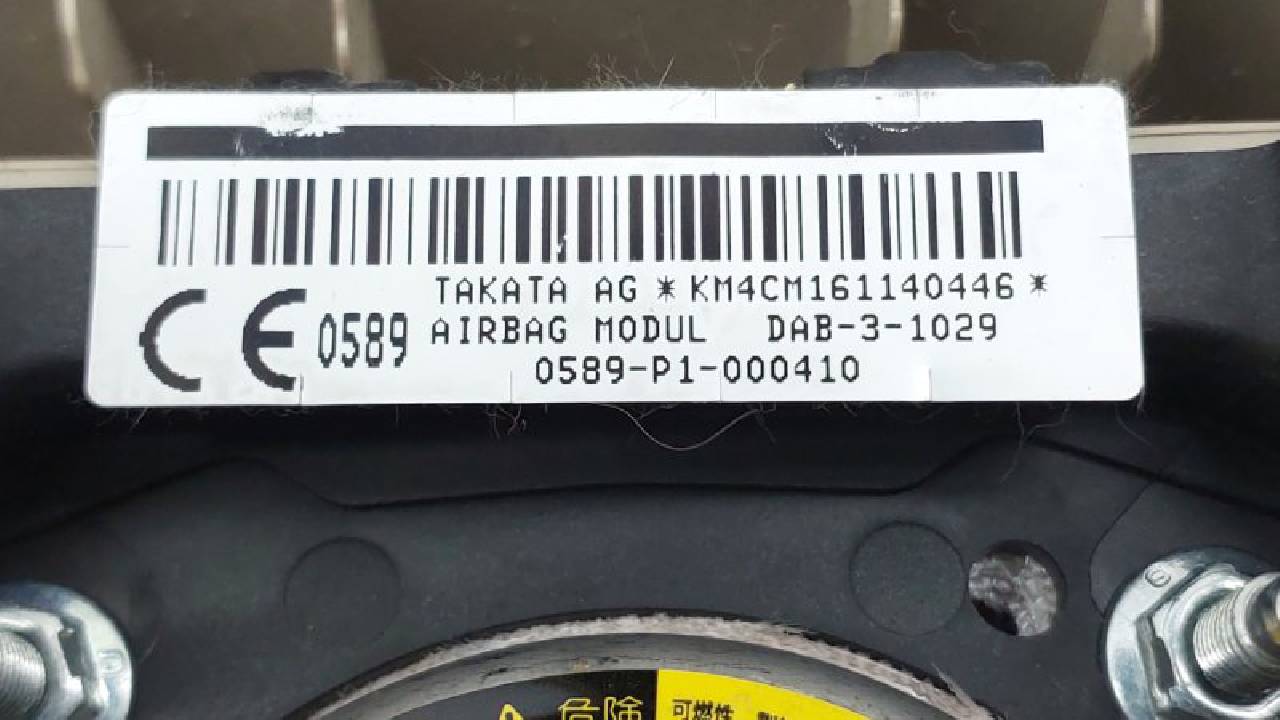 TAKATA AG *KM4CM161140446*
CE 0589 AIRBAG MODUL DAB-3-1029
0589-P1-000410
危険 可燃性